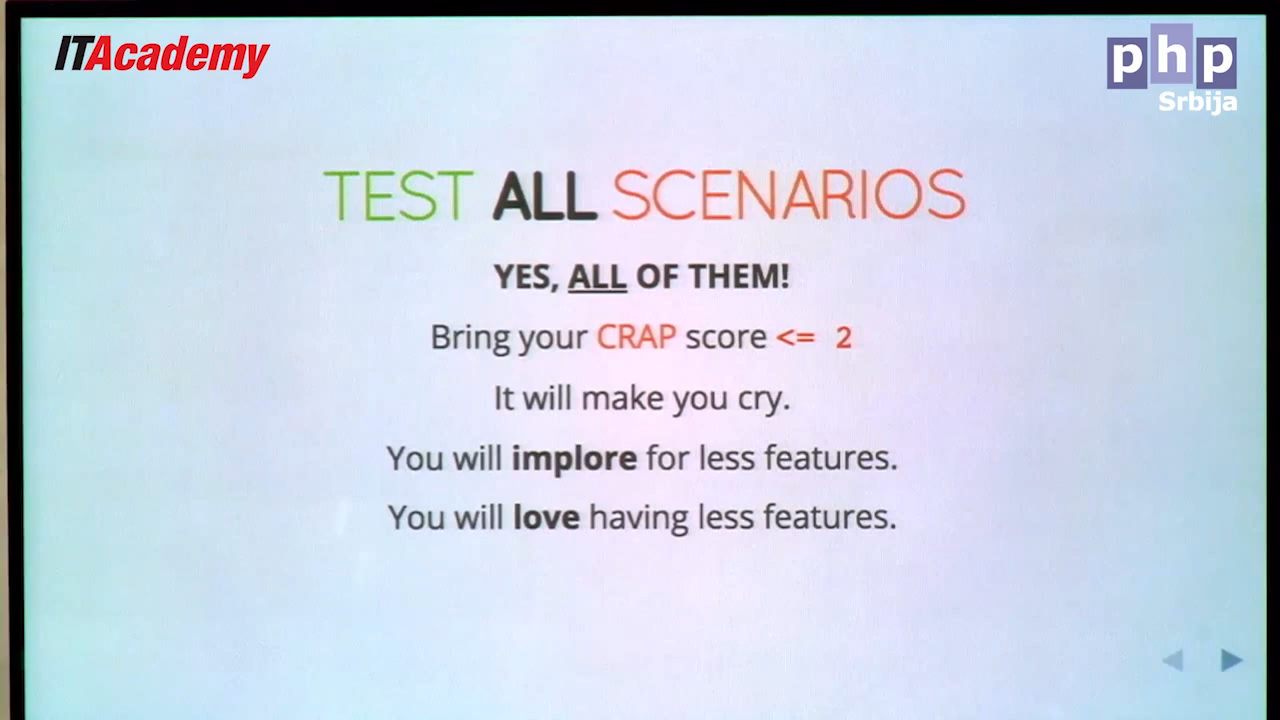 ITAcademy
php
Srbija
TEST ALL SCENARIOS
YES, ALL OF THEM!
Bring your CRAP score <= 2
It will make you cry.
You will implore for less features.
You will love having less features.